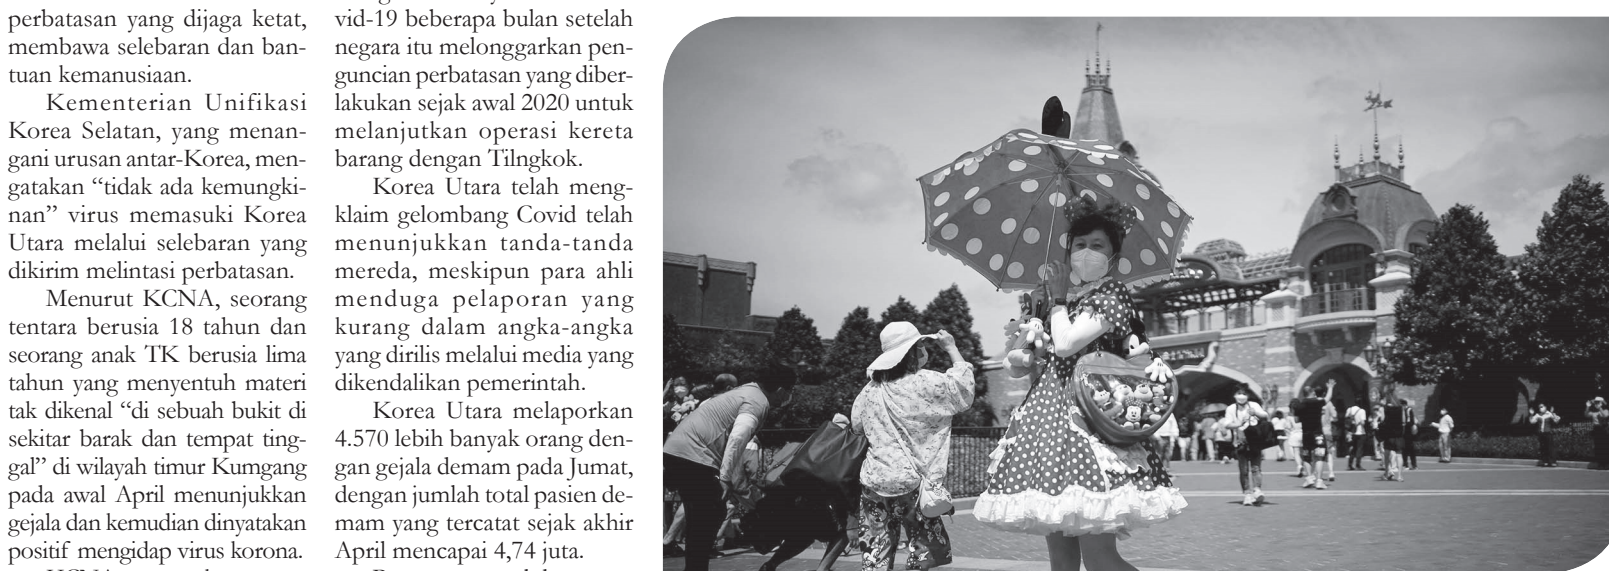 perbatasan yang dijaga ketat,
membawa selebaran dan ban-
tuan kemanusiaan.
Kementerian Unifikasi
Korea Selatan, yang menan-
gani urusan antar-Korea, men-
gatakan “tidak ada kemungki-
nan” virus memasuki Korea
Utara melalui selebaran yang
dikirim melintasi perbatasan.
Menurut KCNA, seorang
tentara berusia 18 tahun dan
seorang anak TK berusia lima
tahun yang menyentuh materi
tak dikenal “di sebuah bukit di
sekitar barak dan tempat ting-
gal” di wilayah timur Kumgang
pada awal April menunjukkan
gejala dan kemudian dinyatakan
positif mengidap virus korona.
vid-19 beberapa bulan setelah
negara itu melonggarkan pen-
guncian perbatasan yang diber-
lakukan sejak awal 2020 untuk
melanjutkan operasi kereta
barang dengan Tilngkok.
Korea Utara telah meng-
klaim gelombang Covid telah
menunjukkan tanda-tanda
mereda, meskipun para ahli
menduga pelaporan yang
kurang dalam angka-angka
yang dirilis melalui media yang
dikendalikan pemerintah.
Korea Utara melaporkan
4.570 lebih banyak orang den-
gan gejala demam pada Jumat,
dengan jumlah total pasien de-
mam yang tercatat sejak akhir
April mencapai 4,74 juta.